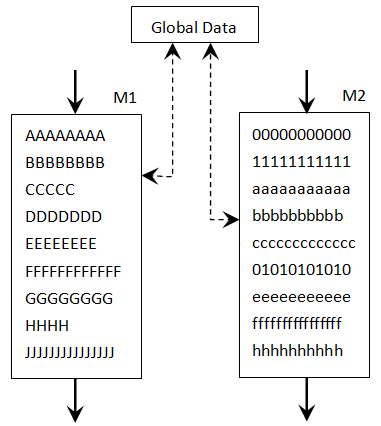 Global Data
M1
AAAAAAAA
BBBBBBBB
CCCCC
DDDDDDD
EEEEEEEE
FFFFFFFFFFFF
GGGGGGGG
HHHH
JJJJJJJJJJJJJJJ
M2
00000000000
11111111111
aaaaaaaaaaa
bbbbbbbbbb
ccccccccccccc
01010101010
eeeeeeeeeee
ffffffffffffffff
hhhhhhhhhh